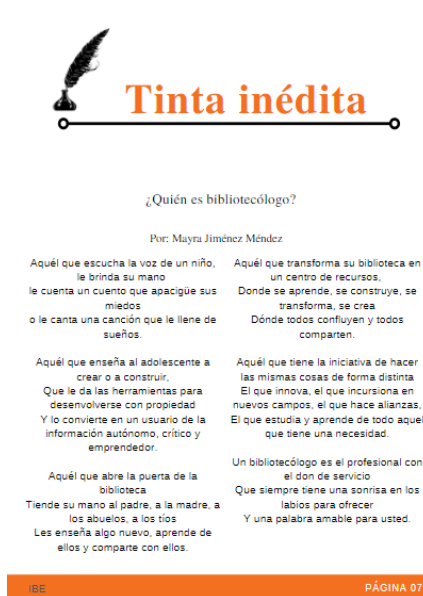 Tinta inédita
¿Quién es bibliotecólogo?
Por: Mayra Jiménez Méndez
Aquél que escucha la voz de un niño,
le brinda su mano
le cuenta un cuento que apacigüe sus
miedos
o le canta una canción que le llene de
sueños.
Aquél que enseña al adolescente a
crear o a construir,
Que le da las herramientas para
desenvolverse con propiedad
Y lo convierte en un usuario de la
información autónomo, crítico y
emprendedor.
Aquél que abre la puerta de la
biblioteca
Tiende su mano al padre, a la madre, a
los abuelos, a los tíos
Les enseña algo nuevo, aprende de
ellos y comparte con ellos.
Aquél que transforma su biblioteca en
un centro de recursos,
Donde se aprende, se construye, se
transforma, se crea
Dónde todos confluyen y todos
comparten.
Aquél que tiene la iniciativa de hacer
las mismas cosas de forma distinta
El que innova, el que incursiona en
nuevos campos, el que hace alianzas,
El que estudia y aprende de todo aquel
que tiene una necesidad.
Un bibliotecólogo es el profesional con
el don de servicio
Que siempre tiene una sonrisa en los
labios para ofrecer
Y una palabra amable para usted.
IBE
PÁGINA 07